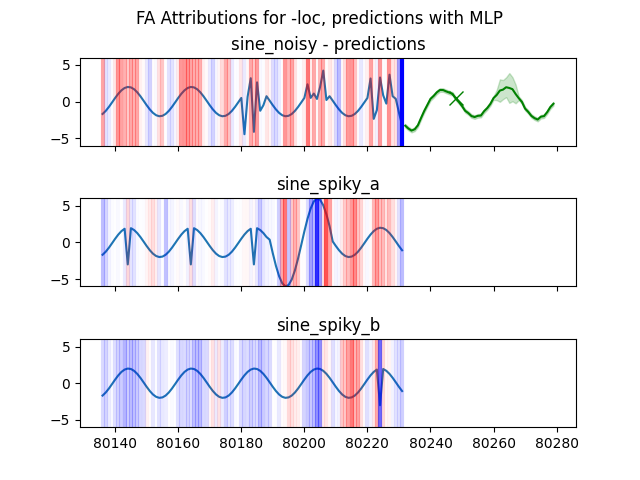 FA Attributions for -loc, predictions with MLP
sine_noisy - predictions
5
0
−5
sine_spiky_a
5
0
−5
sine_spiky_b
5
0
−5
80140 80160 80180 80200 80220 80240 80260 80280